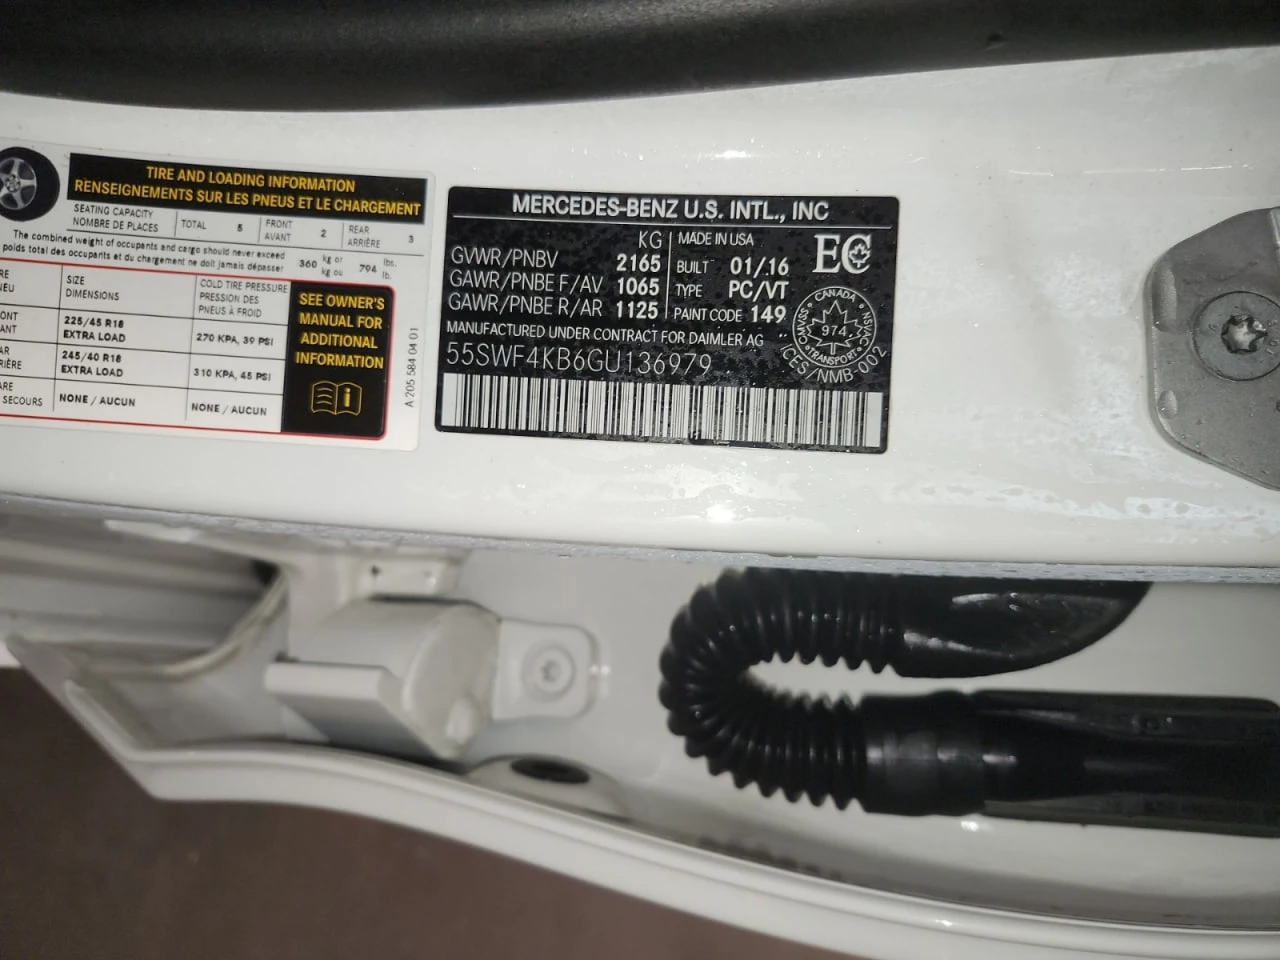 TIRE AND LOADING INFORMATION
RENSEIGNEMENTS SUR LES PNEUS ET LE CHARGEMENT
SEATING CAPACITY
NOMBRE DE PLACES
TOTAL 5
FRONT
AVANT 2
REAR
ARRIÈRE 3
The combined weight of occupants and cargo should never exceed
poids total des occupants et du chargement ne doit jamais dépasser
360 kg or
kg ou
794 lbs.
lb.
SIZE
DIMENSIONS
COLD TIRE PRESSURE
PRESSION DES
PNEUS À FROID
225/45 R18
EXTRA LOAD
270 KPA, 39 PSI
245/40 R18
EXTRA LOAD
310 KPA, 45 PSI
SECOURS
NONE / AUCUN
NONE / AUCUN
SEE OWNER'S
MANUAL FOR
ADDITIONAL
INFORMATION
A 205 584 04 01
MERCEDES-BENZ U.S. INTL., INC
KG
GVWR/PNBV 2165
GAWR/PNBE F/AV 1065
GAWR/PNBE R/AR 1125
MADE IN USA
BUILT 01/16
TYPE PC/VT
PAINT CODE 149
EC
CANADA
974
TRANSPORT
CMVSS/NSVAC
ICES/NMB-002
MANUFACTURED UNDER CONTRACT FOR DAIMLER AG
55SWF4KB6GU136979